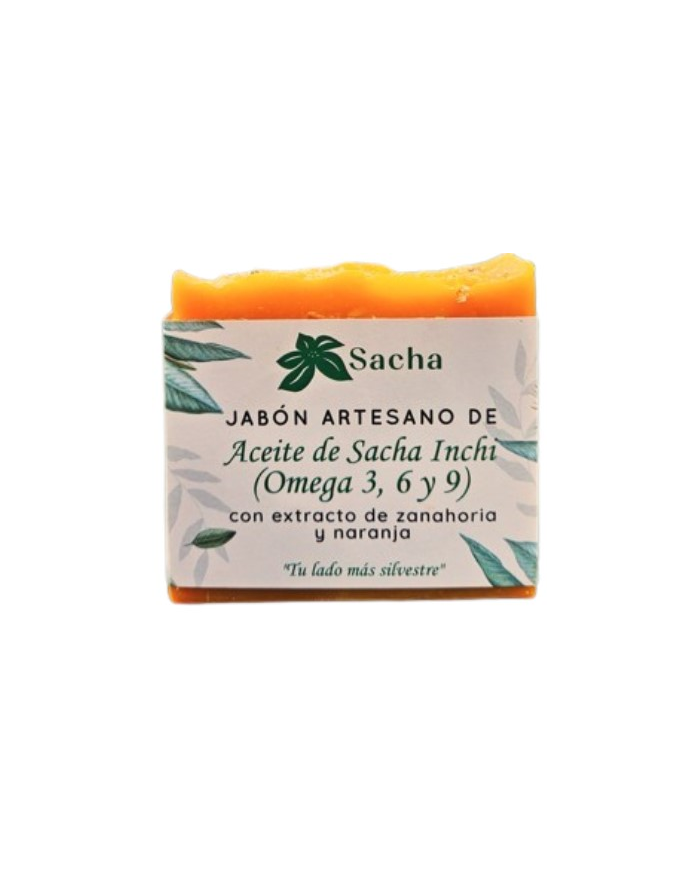 Sacha
JABÓN ARTESANO DE
Aceite de Sacha Inchi
(Omega 3, 6 y 9)
con extracto de zanahoria
y naranja
"Tu lado más silvestre"